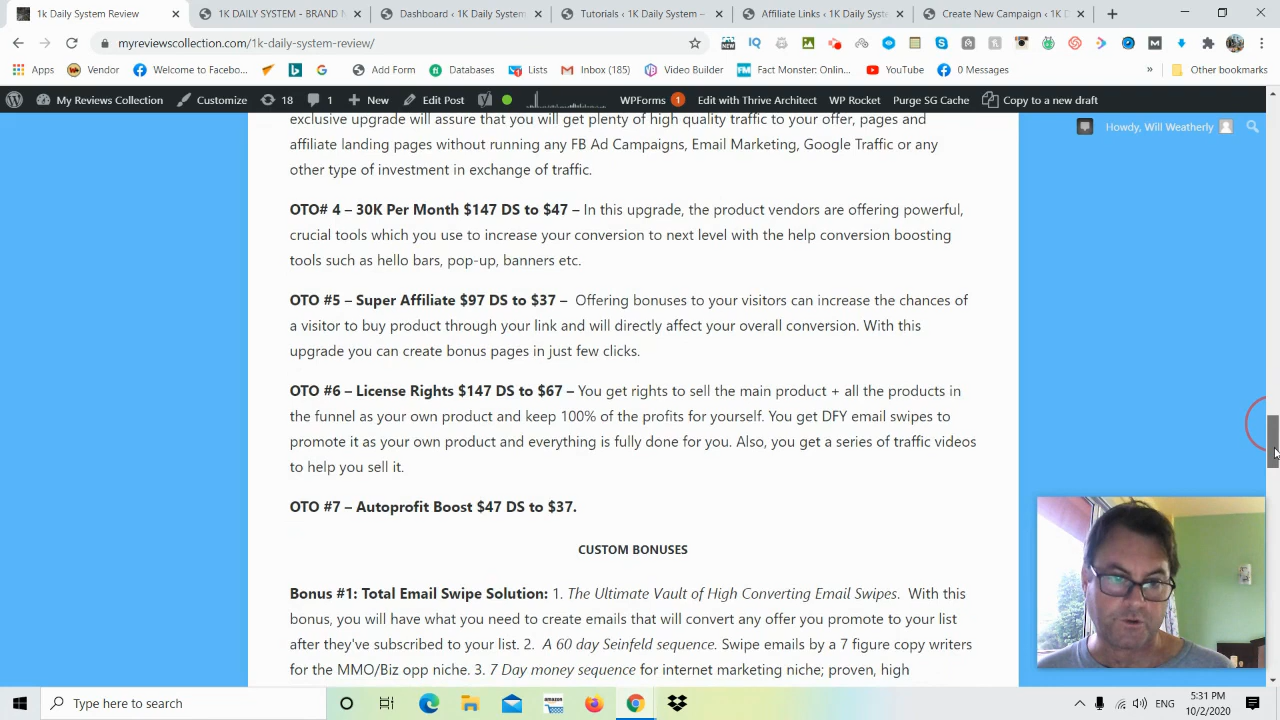 1k Daily System Review
1K DAILY SYSTEM - BRAND N
Dashboard ‹ 1K Daily System
Tutorials ‹ 1K Daily System
Affiliate Links ‹ 1K Daily Syste
Create New Campaign ‹ 1K D
myreviewscollection.com/1k-daily-system-review/
Apps
Vendor
Welcome to Facebo...
Add Form
Databases
Lists
Inbox (185)
Video Builder
Fact Monster: Onlin...
YouTube
0 Messages
»
Other bookmarks
My Reviews Collection
Customize
18
1
New
Edit Post
WPForms 1
Edit with Thrive Architect
WP Rocket
Purge SG Cache
Copy to a new draft
Howdy, Will Weatherly
exclusive upgrade will assure that you will get plenty of high quality traffic to your offer, pages and
affiliate landing pages without running any FB Ad Campaigns, Email Marketing, Google Traffic or any
other type of investment in exchange of traffic.
OTO# 4 – 30K Per Month $147 DS to $47 – In this upgrade, the product vendors are offering powerful,
crucial tools which you use to increase your conversion to next level with the help conversion boosting
tools such as hello bars, pop-up, banners etc.
OTO #5 – Super Affiliate $97 DS to $37 – Offering bonuses to your visitors can increase the chances of
a visitor to buy product through your link and will directly affect your overall conversion. With this
upgrade you can create bonus pages in just few clicks.
OTO #6 – License Rights $147 DS to $67 – You get rights to sell the main product + all the products in
the funnel as your own product and keep 100% of the profits for yourself. You get DFY email swipes to
promote it as your own product and everything is fully done for you. Also, you get a series of traffic videos
to help you sell it.
OTO #7 – Autoprofit Boost $47 DS to $37.
CUSTOM BONUSES
Bonus #1: Total Email Swipe Solution: 1. The Ultimate Vault of High Converting Email Swipes. With this
bonus, you will have what you need to create emails that will convert any offer you promote to your list
after they've subscribed to your list. 2. A 60 day Seinfeld sequence. Swipe emails by a 7 figure copy writers
for the MMO/Biz opp niche. 3. 7 Day money sequence for internet marketing niche; proven, high
Type here to search
ENG
5:31 PM
10/2/2020